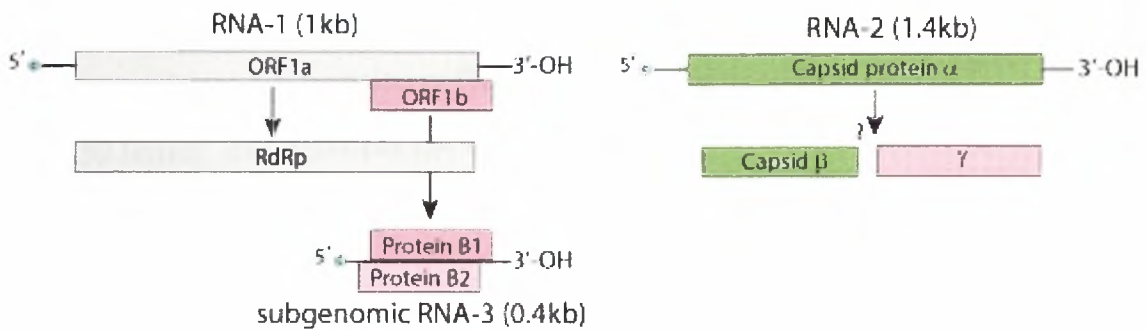 RNA-1 (1kb)
5' ORF1a 3'-OH
ORF1b
RdRp
Protein B1
5' 3'-OH
Protein B2
subgenomic RNA-3 (0.4kb)
RNA-2 (1.4kb)
5' Capsid protein α 3'-OH
?
Capsid β γ